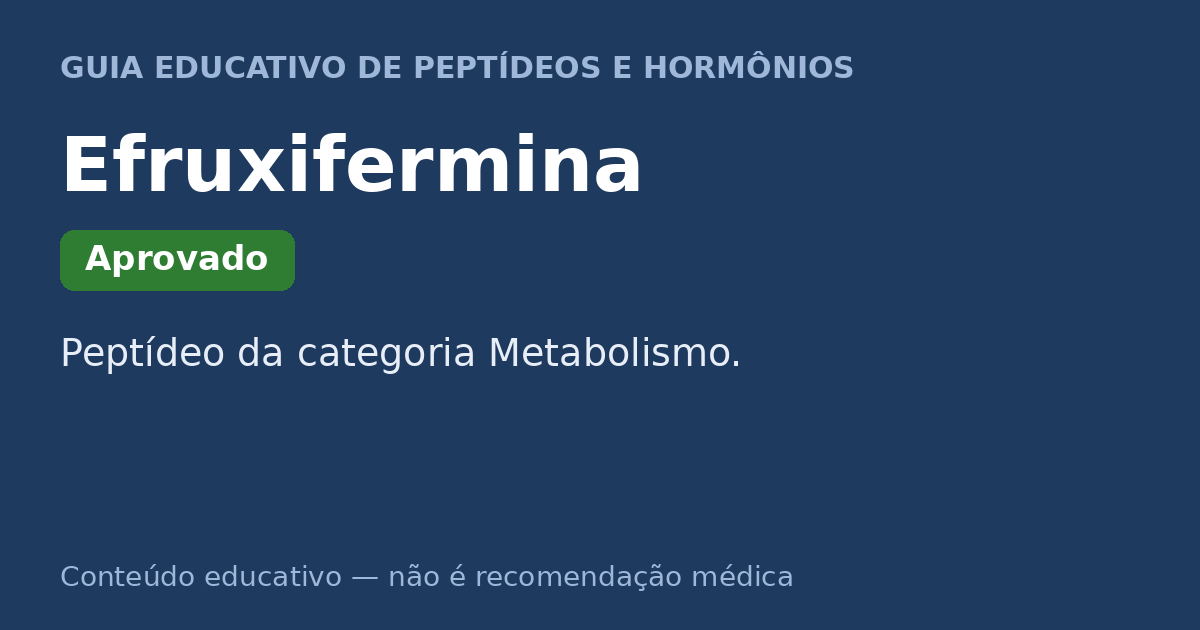 GUIA EDUCATIVO DE PEPTÍDEOS E HORMÔNIOS
Efruxifermina
Aprovado
Peptídeo da categoria Metabolismo.
Conteúdo educativo — não é recomendação médica